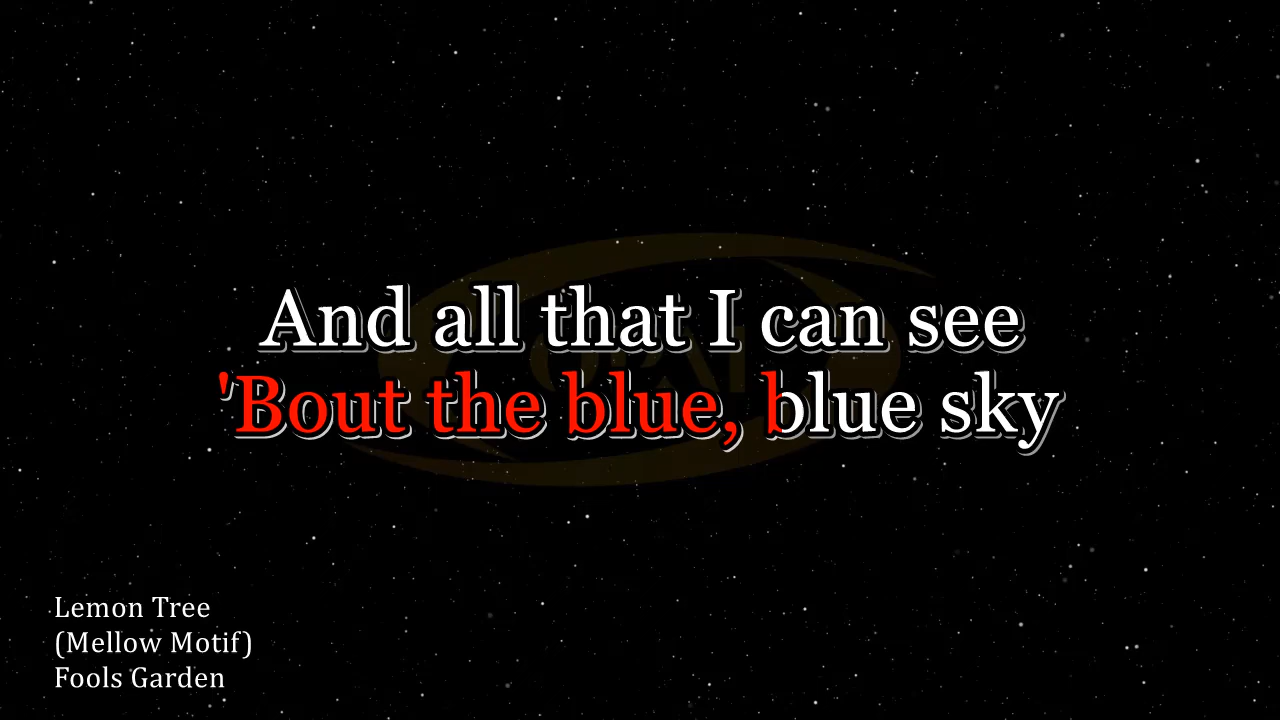 And all that I can see
'Bout the blue, blue sky
Lemon Tree
(Mellow Motif)
Fools Garden